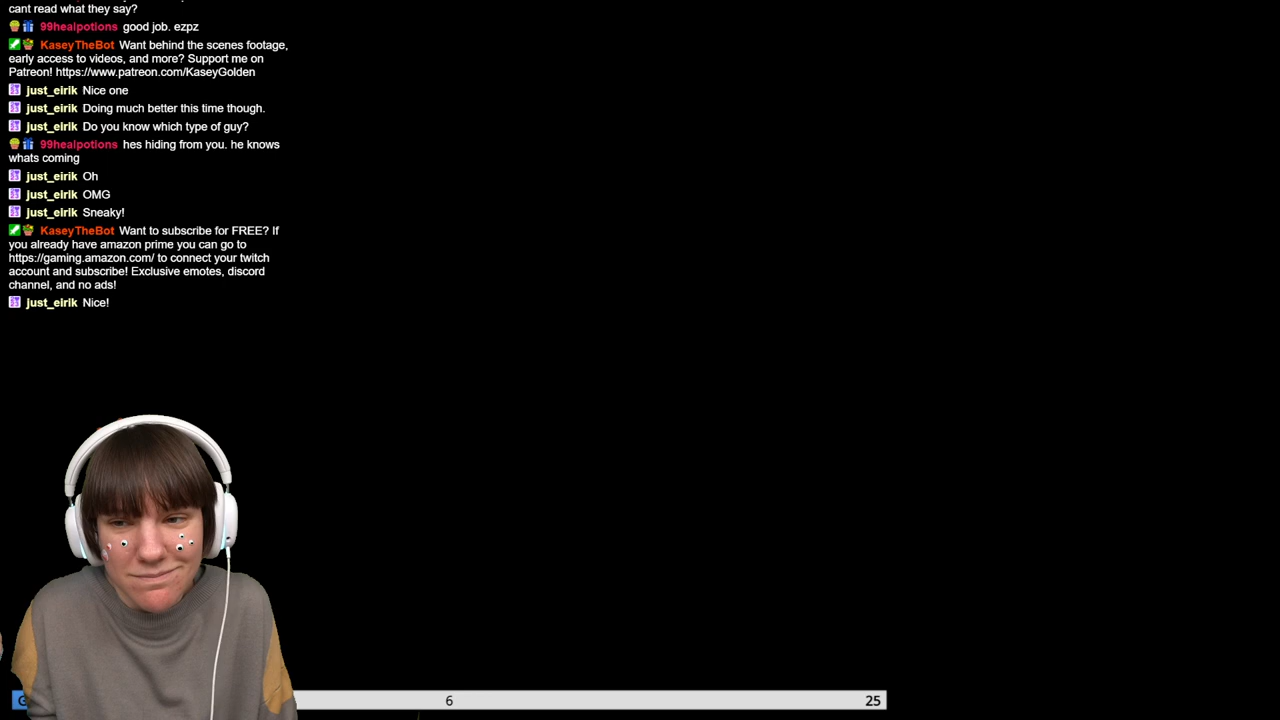 cant read what they say?
99healpotions good job. ezpz
KaseyTheBot Want behind the scenes footage,
early access to videos, and more? Support me on
Patreon! https://www.patreon.com/KaseyGolden
just_eirik Nice one
just_eirik Doing much better this time though.
just_eirik Do you know which type of guy?
99healpotions hes hiding from you. he knows
whats coming
just_eirik Oh
just_eirik OMG
just_eirik Sneaky!
KaseyTheBot Want to subscribe for FREE? If
you already have amazon prime you can go to
https://gaming.amazon.com/ to connect your twitch
account and subscribe! Exclusive emotes, discord
channel, and no ads!
just_eirik Nice!
6 25